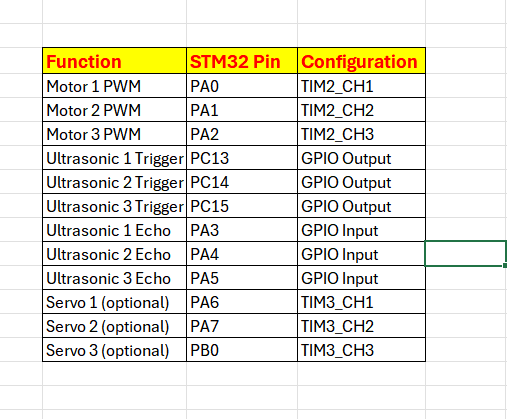 Function STM32 Pin Configuration
Motor 1 PWM PA0 TIM2_CH1
Motor 2 PWM PA1 TIM2_CH2
Motor 3 PWM PA2 TIM2_CH3
Ultrasonic 1 Trigger PC13 GPIO Output
Ultrasonic 2 Trigger PC14 GPIO Output
Ultrasonic 3 Trigger PC15 GPIO Output
Ultrasonic 1 Echo PA3 GPIO Input
Ultrasonic 2 Echo PA4 GPIO Input
Ultrasonic 3 Echo PA5 GPIO Input
Servo 1 (optional) PA6 TIM3_CH1
Servo 2 (optional) PA7 TIM3_CH2
Servo 3 (optional) PB0 TIM3_CH3